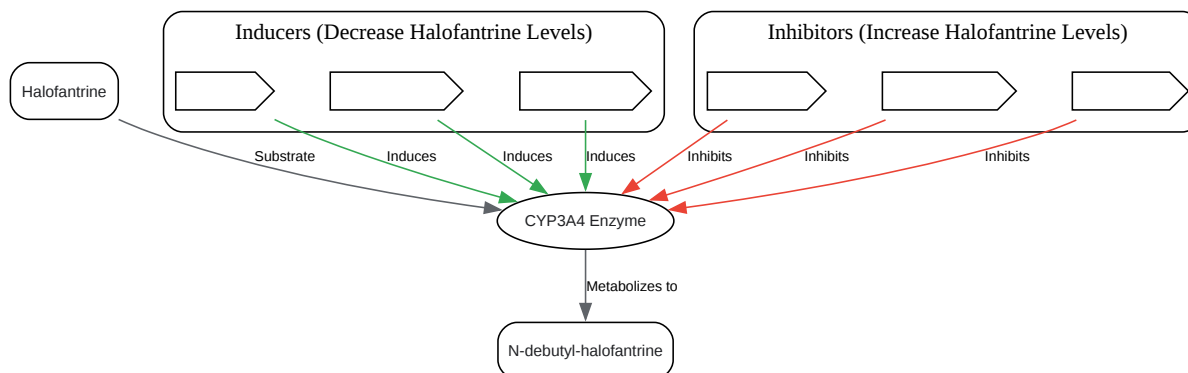 Inducers (Decrease Halofantrine Levels)
Inhibitors (Increase Halofantrine Levels)
Halofantrine
Substrate
Induces
Induces
Induces
Inhibits
Inhibits
Inhibits
CYP3A4 Enzyme
Metabolizes to
N-debutyl-halofantrine